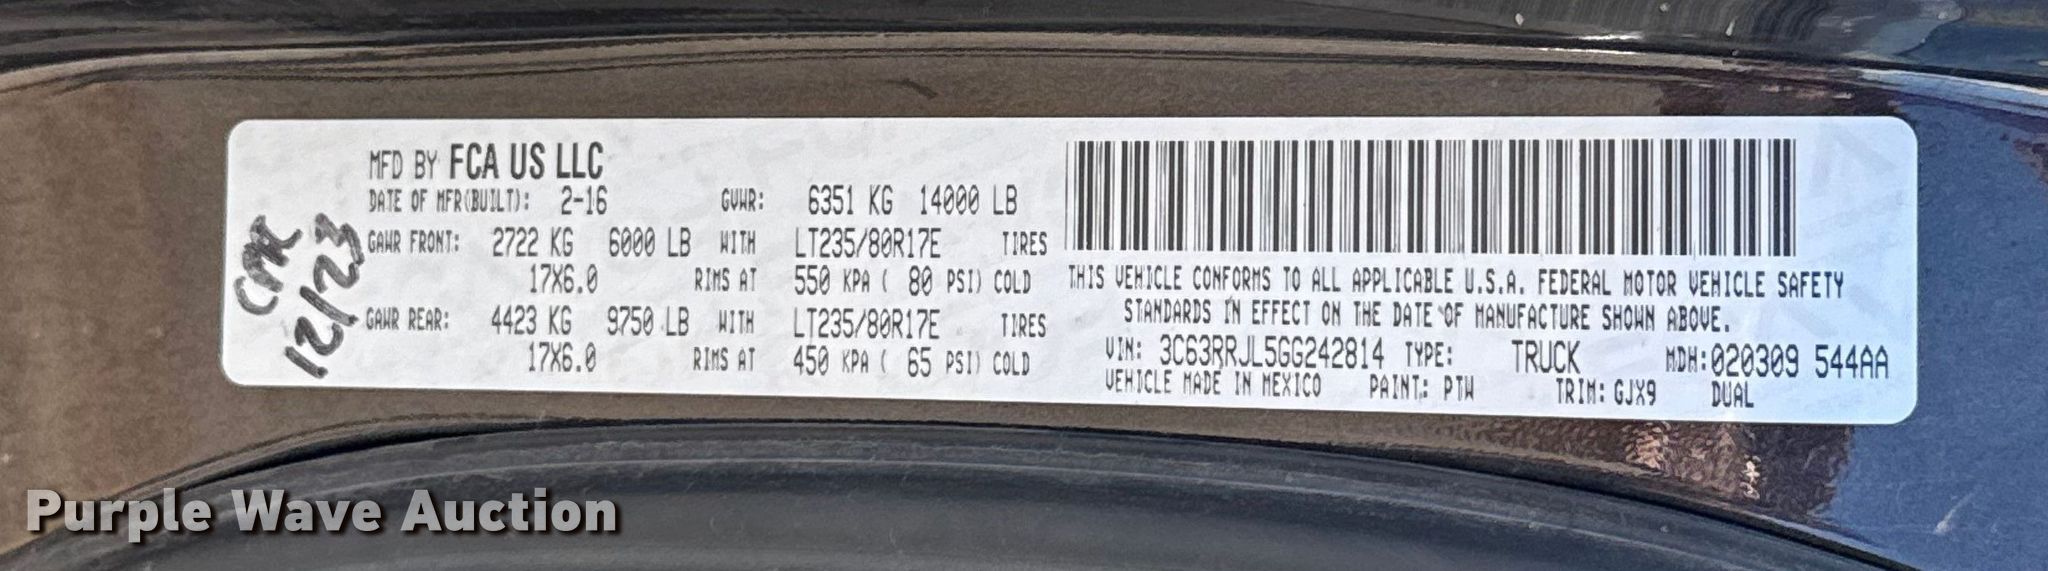 MFD BY FCA US LLC
DATE OF MFR(BUILT): 2-16 GVWR: 6351 KG 14000 LB
GAWR FRONT: 2722 KG 6000 LB WITH LT235/80R17E TIRES
17X6.0 RIMS AT 550 KPA ( 80 PSI) COLD
GAWR REAR: 4423 KG 9750 LB WITH LT235/80R17E TIRES
17X6.0 RIMS AT 450 KPA ( 65 PSI) COLD
THIS VEHICLE CONFORMS TO ALL APPLICABLE U.S.A. FEDERAL MOTOR VEHICLE SAFETY
STANDARDS IN EFFECT ON THE DATE OF MANUFACTURE SHOWN ABOVE.
VIN: 3C63RRJL5GG242814 TYPE: TRUCK MDH:020309 544AA
VEHICLE MADE IN MEXICO PAINT: PTW TRIM: GJX9 DUAL
12/23
Purple Wave Auction